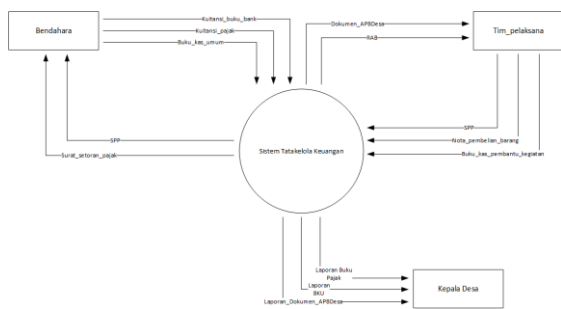 Kuitansi_buku_bank
Dokumen_APBDesa
Bendahara
Kuitansi_pajak
RAB
Tim_pelaksana
Buku_kas_umum
SPP
SPP
Nota_pembelian_barang
Surat_setoran_pajak
Sistem Tatakelola Keuangan
Buku_kas_pembantu_kegiatan
Laporan Buku
Pajak
Laporan
BKU
Kepala Desa
Laporan_Dokumen_APBDesa